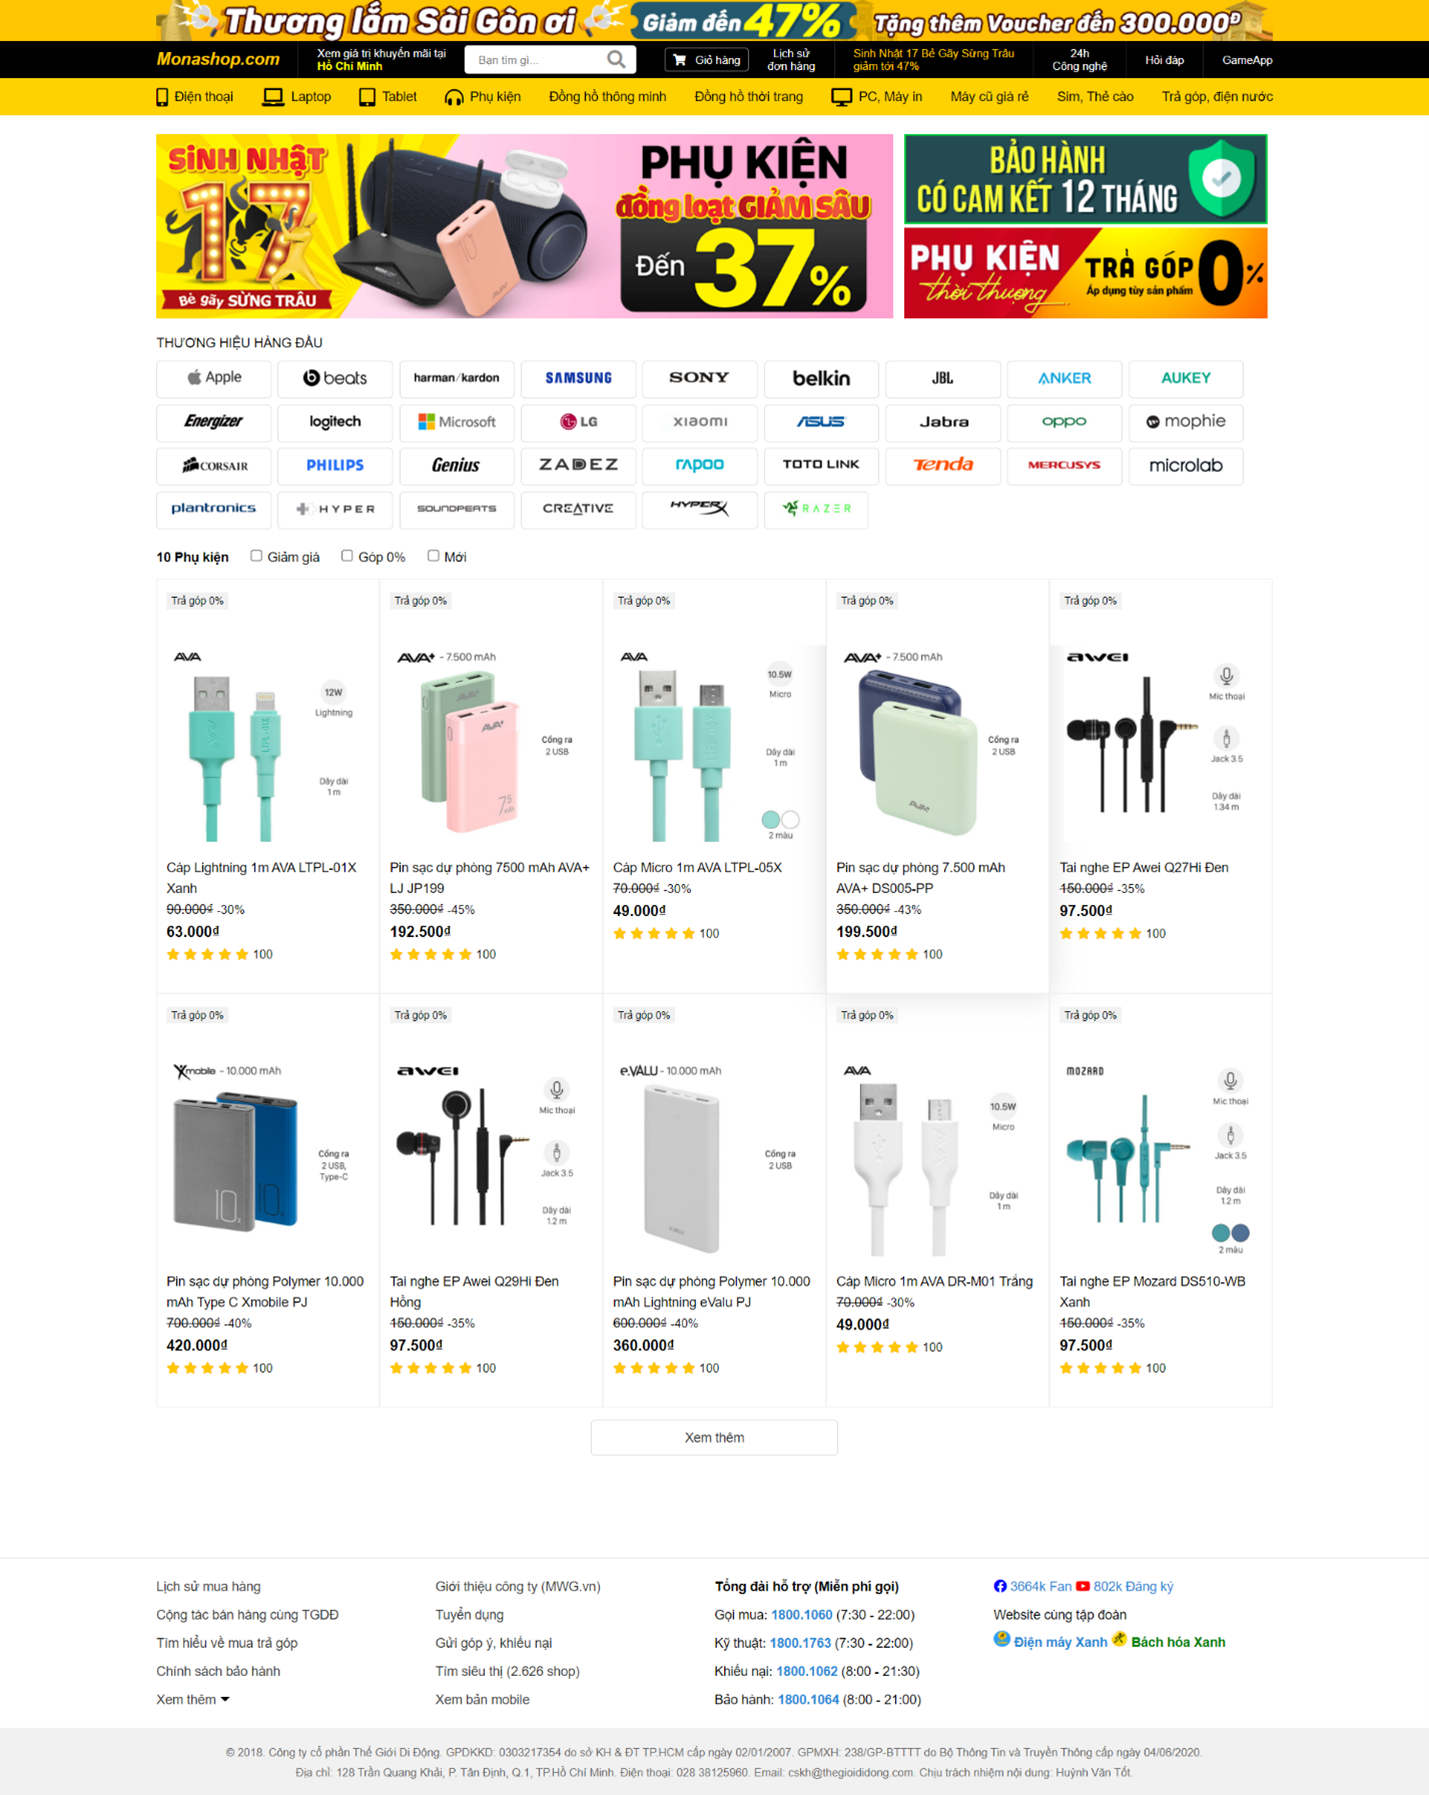 Thương lắm Sài Gòn ơi
Giảm đến 47%
Tặng thêm Voucher đến 300.000Đ
Monashop.com
Xem giá trị khuyến mãi tại
Hồ Chí Minh
Bạn tìm gì...
Giỏ hàng
Lịch sử
đơn hàng
Sinh Nhật 17 Bẻ Gãy Sừng Trâu
giảm tới 47%
24h
Công nghệ
Hỏi đáp
GameApp
Điện thoại
Laptop
Tablet
Phụ kiện
Đồng hồ thông minh
Đồng hồ thời trang
PC, Máy in
Máy cũ giá rẻ
Sim, Thẻ cào
Trả góp, điện nước
SINH NHẬT
17
Bẻ gãy SỪNG TRÂU
PHỤ KIỆN
đồng loạt GIẢM SÂU
Đến 37%
BẢO HÀNH
CÓ CAM KẾT 12 THÁNG
PHỤ KIỆN
thời thượng
TRẢ GÓP 0%
Áp dụng tùy sản phẩm
THƯƠNG HIỆU HÀNG ĐẦU
Apple
beats
harman/kardon
SAMSUNG
SONY
belkin
JBL
ANKER
AUKEY
Energizer
logitech
Microsoft
LG
xiaomi
ASUS
Jabra
oppo
mophie
CORSAIR
PHILIPS
Genius
ZADEZ
rapoo
TOTO LINK
Tenda
MERCUSYS
microlab
plantronics
HYPER
SOUNDPEATS
CREATIVE
HYPERX
RAZER
10 Phụ kiện
Giảm giá
Góp 0%
Mới
Trả góp 0%
Trả góp 0%
Trả góp 0%
Trả góp 0%
Trả góp 0%
AVA
12W
Lightning
Dây dài
1 m
AVA+ - 7.500 mAh
Cổng ra
2 USB
AVA
10.5W
Micro
Dây dài
1 m
2 màu
AVA+ - 7.500 mAh
Cổng ra
2 USB
awei
Mic thoại
Jack 3.5
Dây dài
1.34 m
Cáp Lightning 1m AVA LTPL-01X
Xanh
90.000₫ -30%
63.000₫
100
Pin sạc dự phòng 7500 mAh AVA+
LJ JP199
350.000₫ -45%
192.500₫
100
Cáp Micro 1m AVA LTPL-05X
70.000₫ -30%
49.000₫
100
Pin sạc dự phòng 7.500 mAh
AVA+ DS005-PP
350.000₫ -43%
199.500₫
100
Tai nghe EP Awei Q27Hi Đen
150.000₫ -35%
97.500₫
100
Trả góp 0%
Trả góp 0%
Trả góp 0%
Trả góp 0%
Trả góp 0%
Xmobile - 10.000 mAh
Cổng ra
2 USB,
Type-C
awei
Mic thoại
Jack 3.5
Dây dài
1.2 m
e.VALU - 10.000 mAh
Cổng ra
2 USB
AVA
10.5W
Micro
Dây dài
1 m
MOZARD
Mic thoại
Jack 3.5
Dây dài
1.2 m
2 màu
Pin sạc dự phòng Polymer 10.000
mAh Type C Xmobile PJ
700.000₫ -40%
420.000₫
100
Tai nghe EP Awei Q29Hi Đen
Hồng
150.000₫ -35%
97.500₫
100
Pin sạc dự phòng Polymer 10.000
mAh Lightning eValu PJ
600.000₫ -40%
360.000₫
100
Cáp Micro 1m AVA DR-M01 Trắng
70.000₫ -30%
49.000₫
100
Tai nghe EP Mozard DS510-WB
Xanh
150.000₫ -35%
97.500₫
100
Xem thêm
Lịch sử mua hàng
Cộng tác bán hàng cùng TGDĐ
Tìm hiểu về mua trả góp
Chính sách bảo hành
Xem thêm
Giới thiệu công ty (MWG.vn)
Tuyển dụng
Gửi góp ý, khiếu nại
Tìm siêu thị (2.626 shop)
Xem bản mobile
Tổng đài hỗ trợ (Miễn phí gọi)
Gọi mua: 1800.1060 (7:30 - 22:00)
Kỹ thuật: 1800.1763 (7:30 - 22:00)
Khiếu nại: 1800.1062 (8:00 - 21:30)
Bảo hành: 1800.1064 (8:00 - 21:00)
3664k Fan 802k Đăng ký
Website cùng tập đoàn
Điện máy Xanh Bách hóa Xanh
© 2018. Công ty cổ phần Thế Giới Di Động. GPDKKD: 0303217354 do sở KH & ĐT TP.HCM cấp ngày 02/01/2007. GPMXH: 238/GP-BTTTT do Bộ Thông Tin và Truyền Thông cấp ngày 04/06/2020.
Địa chỉ: 128 Trần Quang Khải, P. Tân Định, Q.1, TP.Hồ Chí Minh. Điện thoại: 028 38125960. Email: cskh@thegioididong.com. Chịu trách nhiệm nội dung: Huỳnh Văn Tốt.